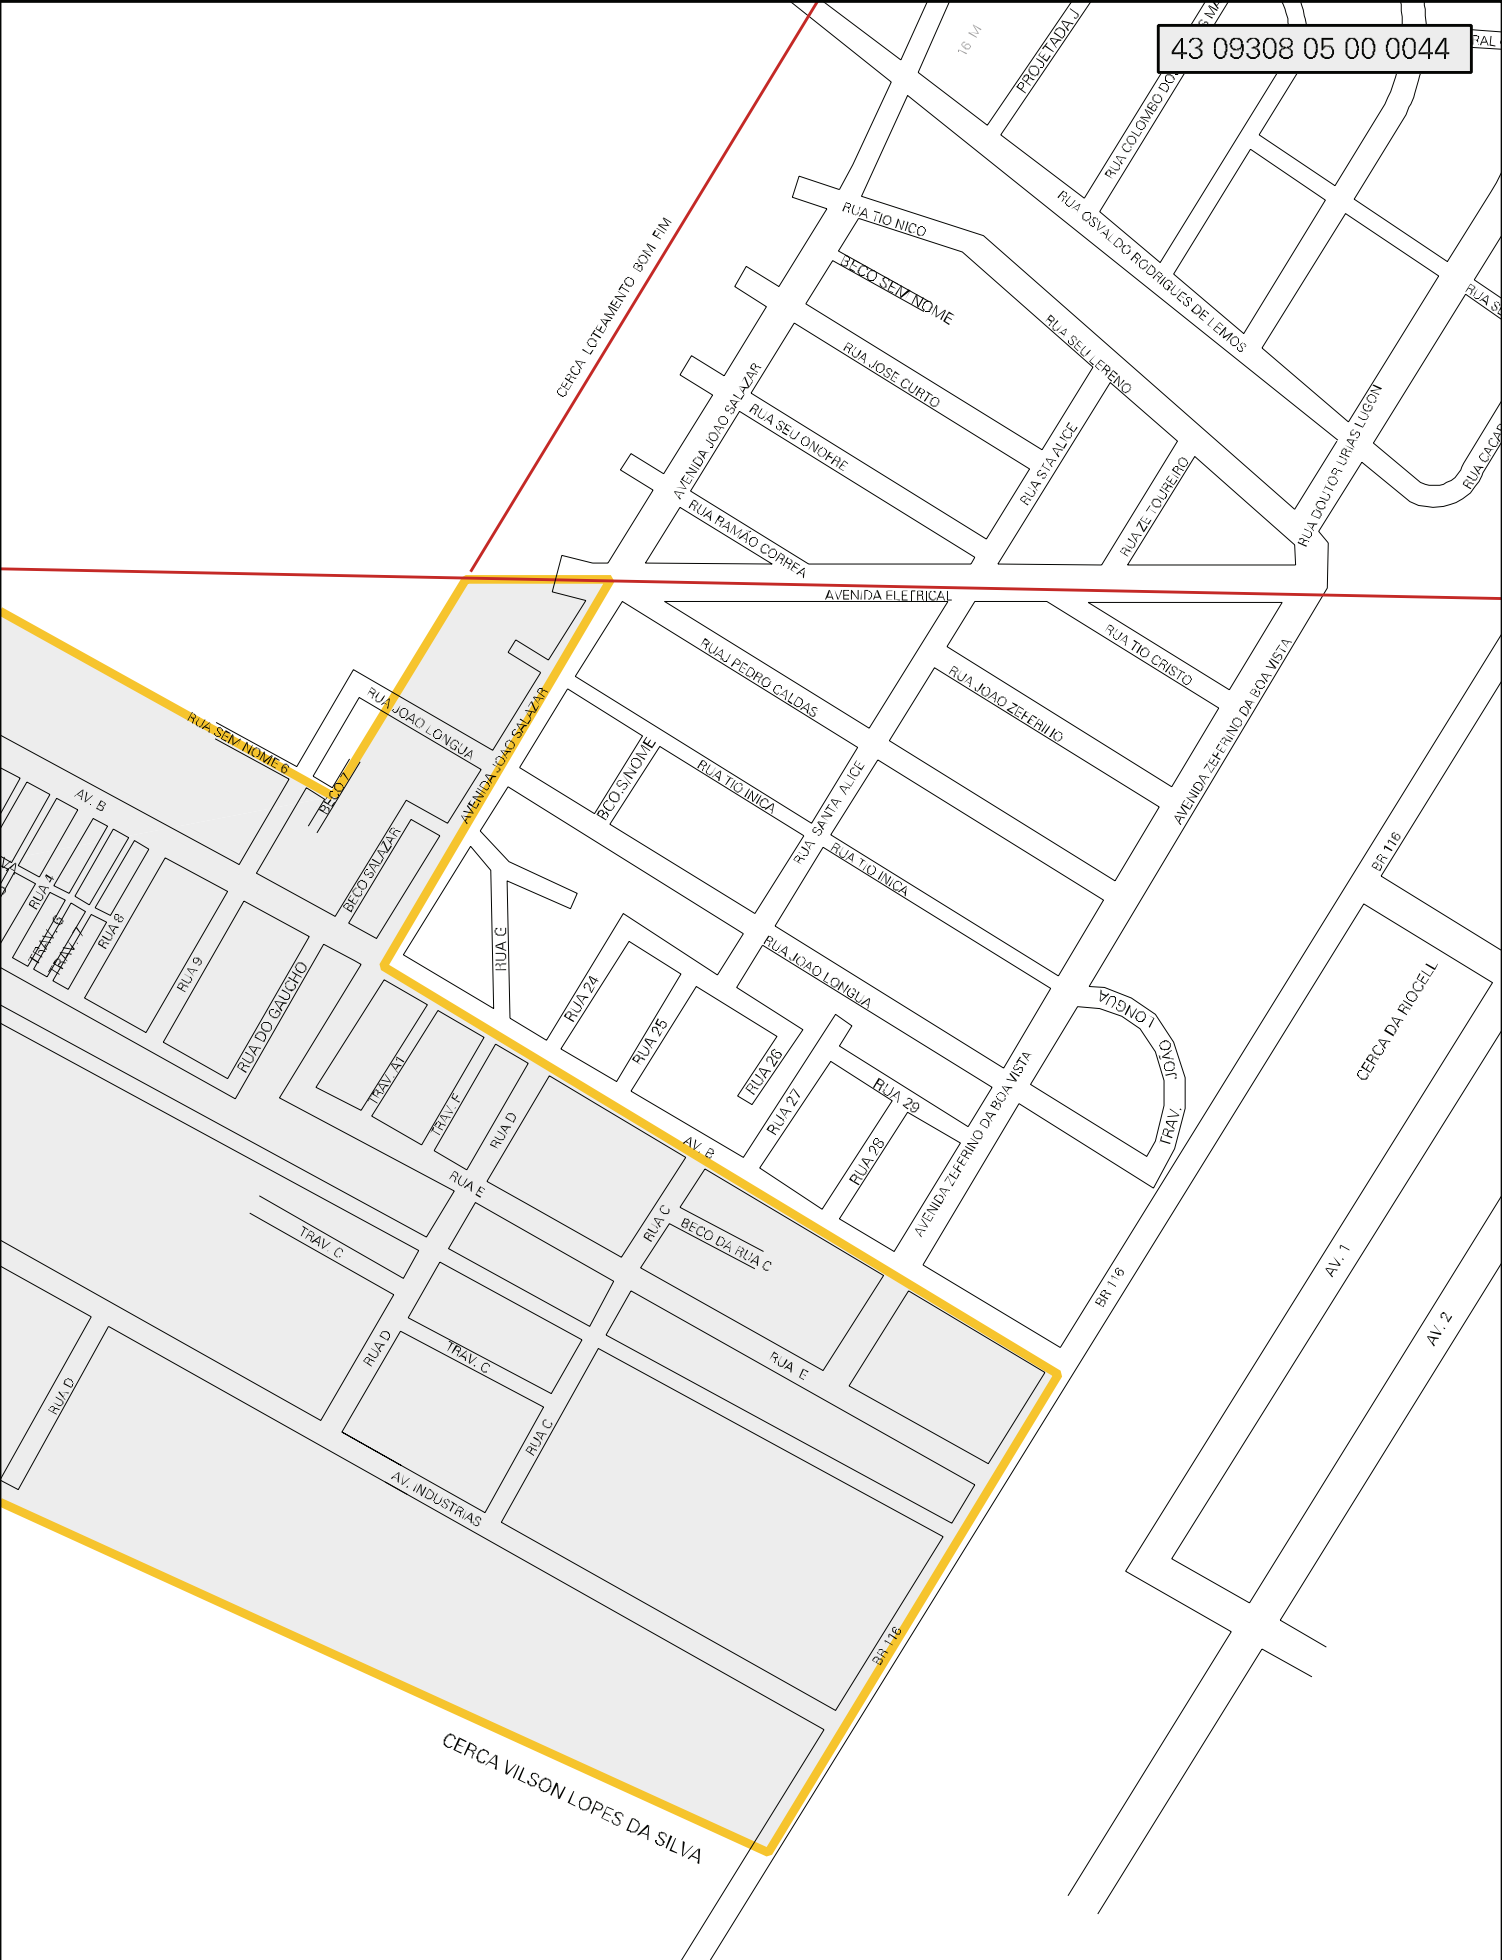 43 09308 05 00 0044
16 M
PROJETADA J
RUA COLOMBO
RUA OSVALDO RODRIGUES DE LEMOS
RUA TIO NICO
BECO SEM NOME
CERCA LOTEAMENTO BOM FIM
RUA SEU LERENO
RUA JOSE CURTO
AVENIDA JOAO SALAZAR
RUA SEU ONOFRE
RUA STA ALICE
RUA ZE TOUREIRO
RUA DOUTOR URIAS LUGON
RUA RAMÃO CORREA
AVENIDA ELETRICAL
RUAJ PEDRO CALDAS
RUA TIO CRISTO
RUA JOAO ZEFERINO
AVENIDA ZEFERINO DA BOA VISTA
RUA JOAO LONGUA
AVENIDA JOAO SALAZAR
RUA SEM NOME 6
BECO 7
BCO.S/NOME
RUA TIO INICA
RUA SANTA ALICE
RUA TIO INICA
AV. B
BECO SALAZAR
BR 116
RUA 4
TRAV. G
TRAV. 7
RUA 8
RUA 9
RUA DO GAUCHO
RUA G
RUA 24
RUA 25
RUA 26
RUA 27
RUA 28
RUA 29
RUA JOAO LONGUA
TRAV. JOÃO LONGUA
CERCA DA RIOCELL
AVENIDA ZEFERINO DA BOA VISTA
TRAV. A1
TRAV. F
RUA D
AV. B
RUA E
RUA C
BECO DA RUA C
TRAV. C
BR 116
AV. 1
AV. 2
RUA D
TRAV. C
RUA E
RUA D
RUA C
AV. INDUSTRIAS
BR 116
CERCA VILSON LOPES DA SILVA